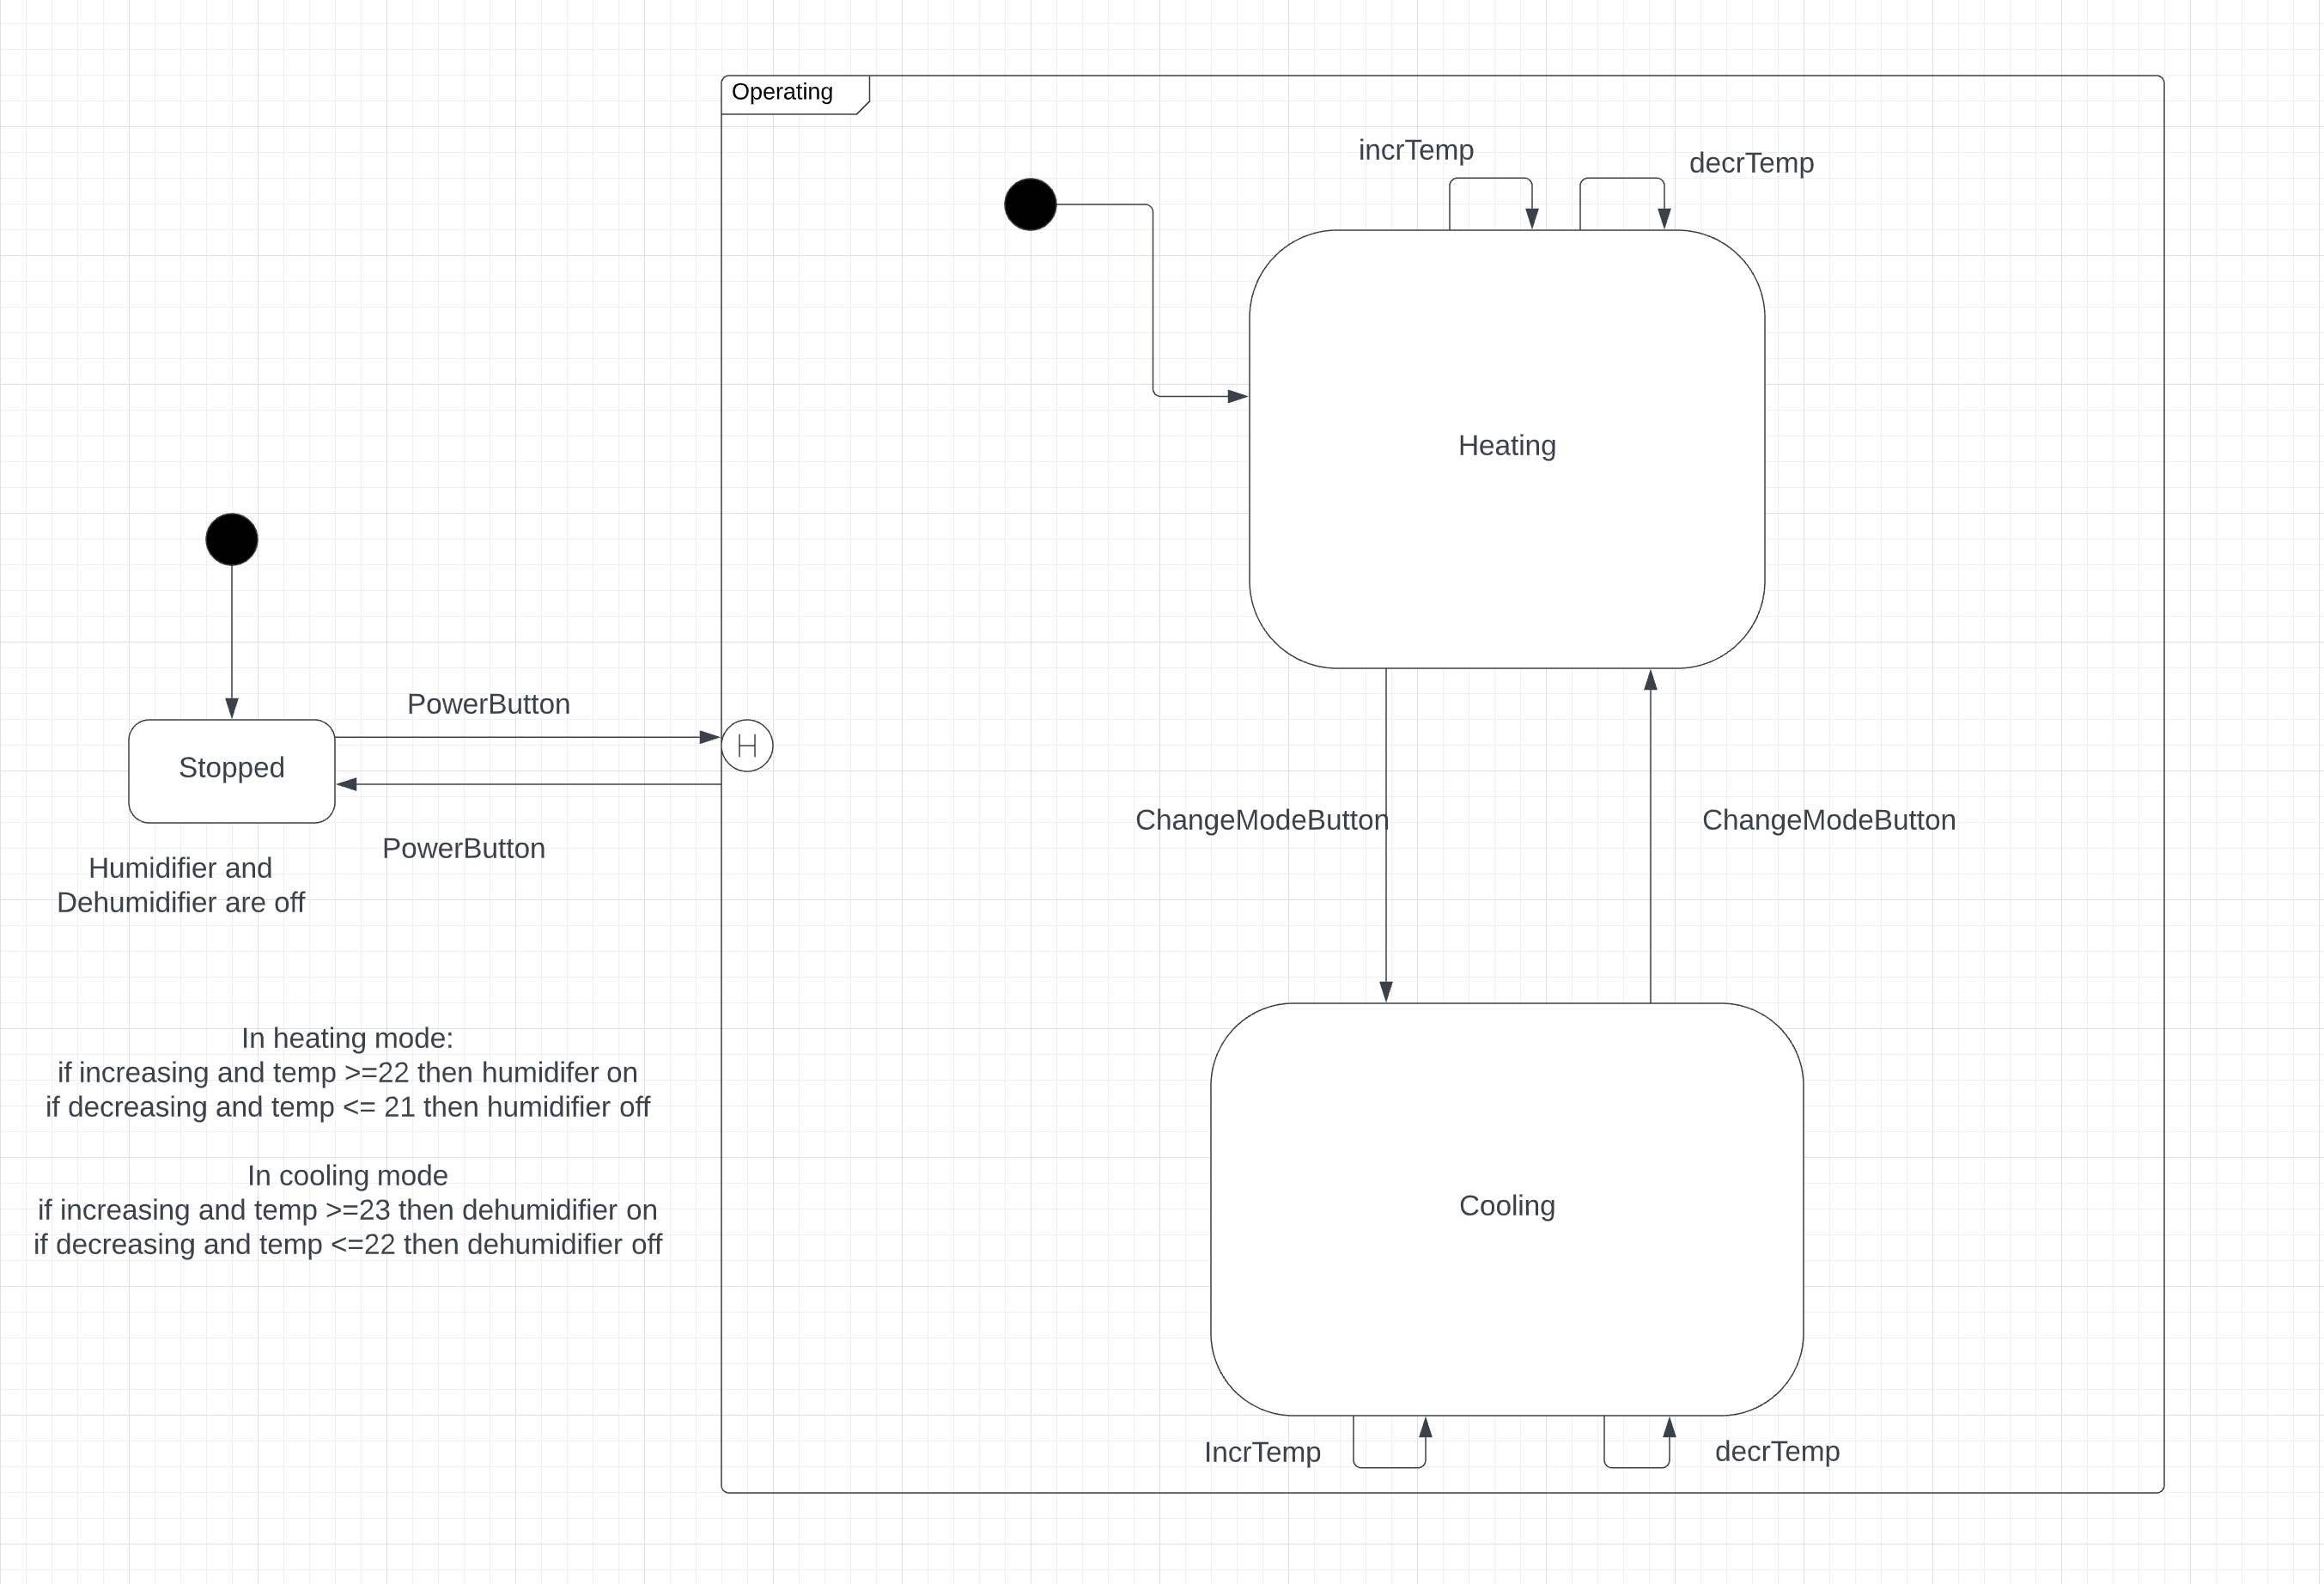 Operating
incrTemp
decrTemp
Heating
PowerButton
H
Stopped
PowerButton
Humidifier and
Dehumidifier are off
ChangeModeButton
ChangeModeButton
In heating mode:
if increasing and temp >=22 then humidifer on
if decreasing and temp <= 21 then humidifier off
In cooling mode
if increasing and temp >=23 then dehumidifier on
if decreasing and temp <=22 then dehumidifier off
Cooling
IncrTemp
decrTemp